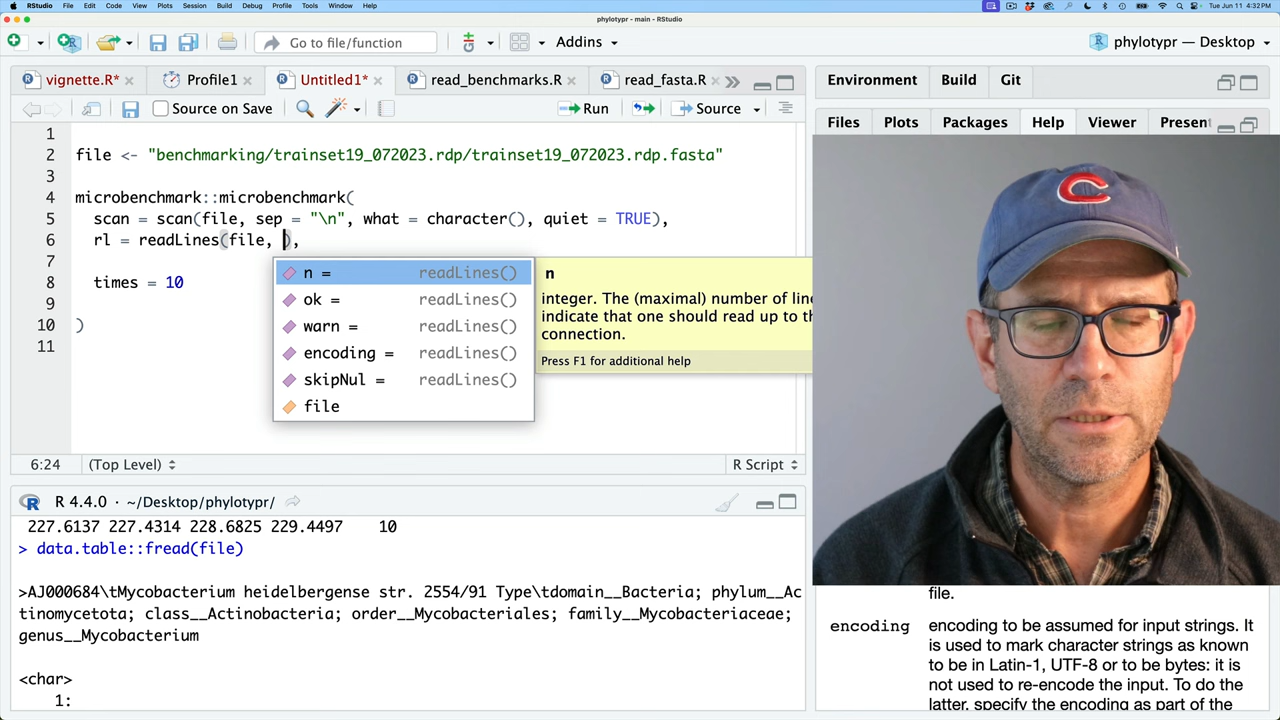 RStudio File Edit Code View Plots Session Build Debug Profile Tools Window Help Tue Jun 11 4:32 PM
phylotypr - main - RStudio
Go to file/function Addins phylotypr — Desktop
vignette.R* Profile1 Untitled1* read_benchmarks.R read_fasta.R
Source on Save Run Source
1
2 file <- "benchmarking/trainset19_072023.rdp/trainset19_072023.rdp.fasta"
3
4 microbenchmark::microbenchmark(
5 scan = scan(file, sep = "\n", what = character(), quiet = TRUE),
6 rl = readLines(file, ),
7
8 times = 10
9
10 )
11
n = readLines()
ok = readLines()
warn = readLines()
encoding = readLines()
skipNul = readLines()
file
n
integer. The (maximal) number of line
indicate that one should read up to th
connection.
Press F1 for additional help
6:24 (Top Level) R Script
R 4.4.0 · ~/Desktop/phylotypr/
227.6137 227.4314 228.6825 229.4497 10
> data.table::fread(file)
>AJ000684\tMycobacterium heidelbergense str. 2554/91 Type\tdomain__Bacteria; phylum__Ac
tinomycetota; class__Actinobacteria; order__Mycobacteriales; family__Mycobacteriaceae;
genus__Mycobacterium
<char>
1:
Environment Build Git
Files Plots Packages Help Viewer Present
C
file.
encoding encoding to be assumed for input strings. It
is used to mark character strings as known
to be in Latin-1, UTF-8 or to be bytes: it is
not used to re-encode the input. To do the
latter, specify the encoding as part of the